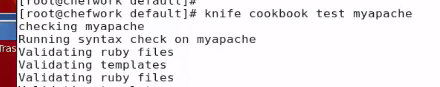 [root@chefwork default]#
[root@chefwork default]# knife cookbook test myapache
checking myapache
Running syntax check on myapache
Tras
Validating ruby files
Validating templates
Validating ruby files